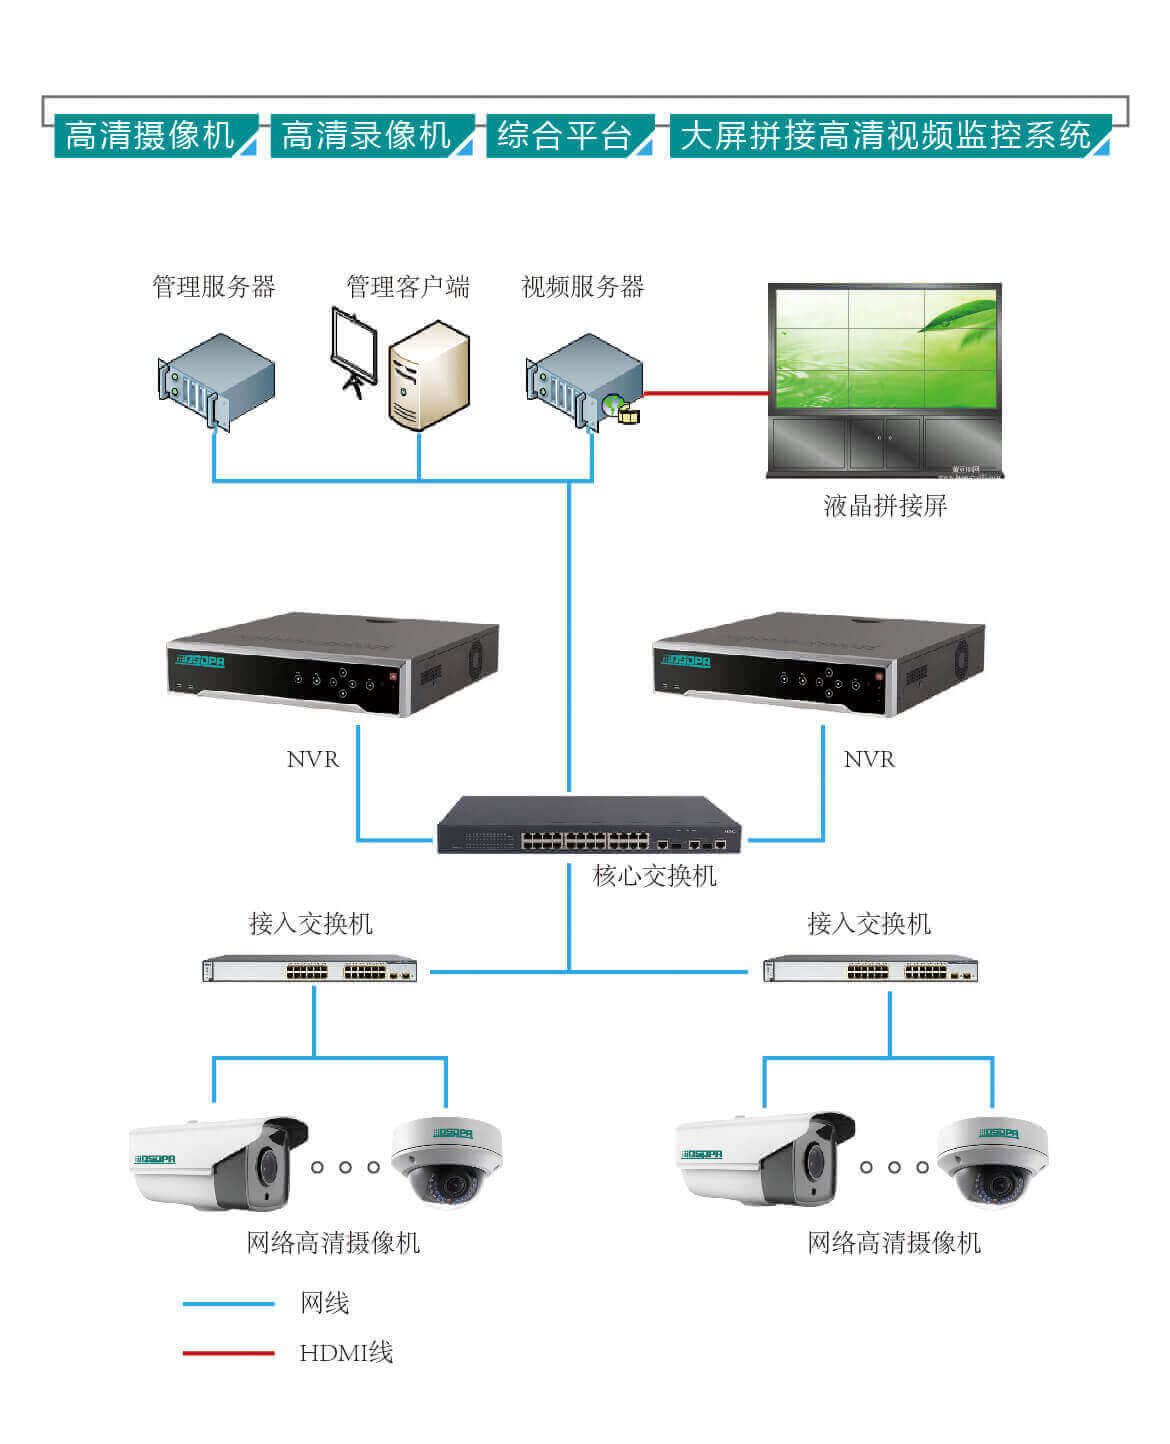 高清摄像机 高清录像机 综合平台 大屏拼接高清视频监控系统
管理服务器 管理客户端 视频服务器
液晶拼接屏
DSPPA DSPPA
NVR NVR
核心交换机
接入交换机 接入交换机
DSPPA DSPPA DSPPA DSPPA
网络高清摄像机 网络高清摄像机
网线
HDMI线